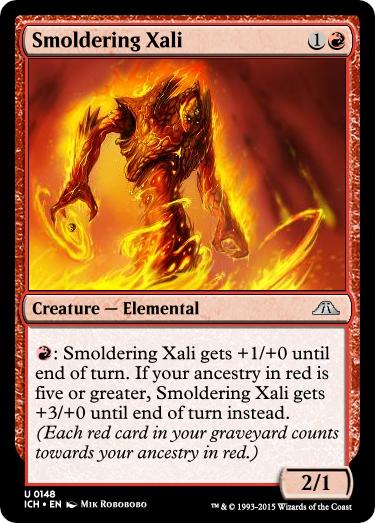 Smoldering Xali 1
: Smoldering Xali gets +1/+0 until
end of turn. If your ancestry in red is
five or greater, Smoldering Xali gets
+3/+0 until end of turn instead.
(Each red card in your graveyard counts
towards your ancestry in red.)
Creature — Elemental
2/1
U 0148
ICH • EN Mik Robobobo
™ & © 1993-2015 Wizards of the Coast